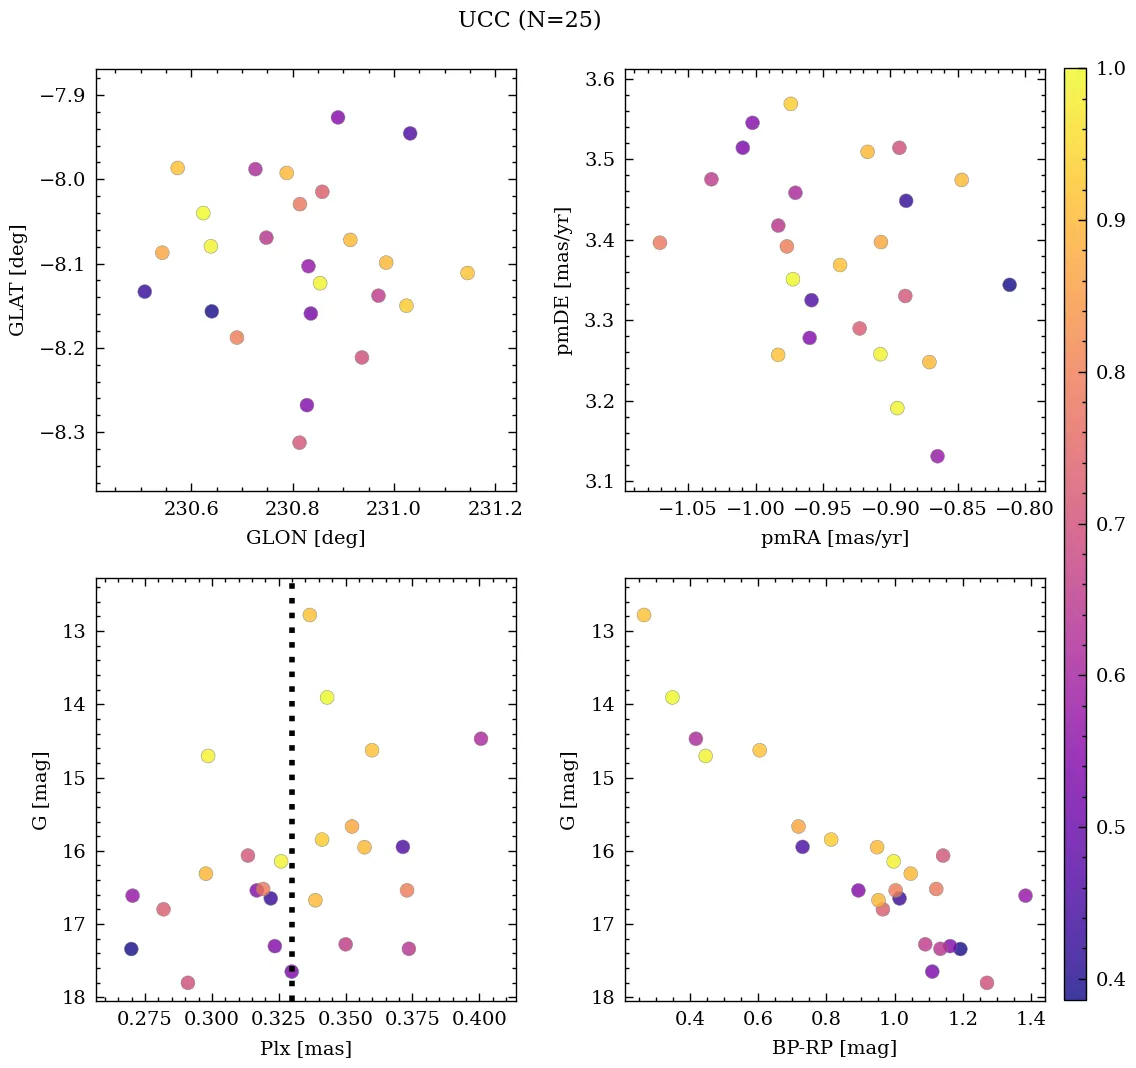 UCC (N=25)
−7.9
−8.0
−8.1
−8.2
−8.3
GLAT [deg]
230.6 230.8 231.0 231.2
GLON [deg]
3.6
3.5
3.4
3.3
3.2
3.1
pmDE [mas/yr]
−1.05 −1.00 −0.95 −0.90 −0.85 −0.80
pmRA [mas/yr]
13
14
15
16
17
18
G [mag]
0.275 0.300 0.325 0.350 0.375 0.400
Plx [mas]
13
14
15
16
17
18
G [mag]
0.4 0.6 0.8 1.0 1.2 1.4
BP-RP [mag]
1.0
0.9
0.8
0.7
0.6
0.5
0.4